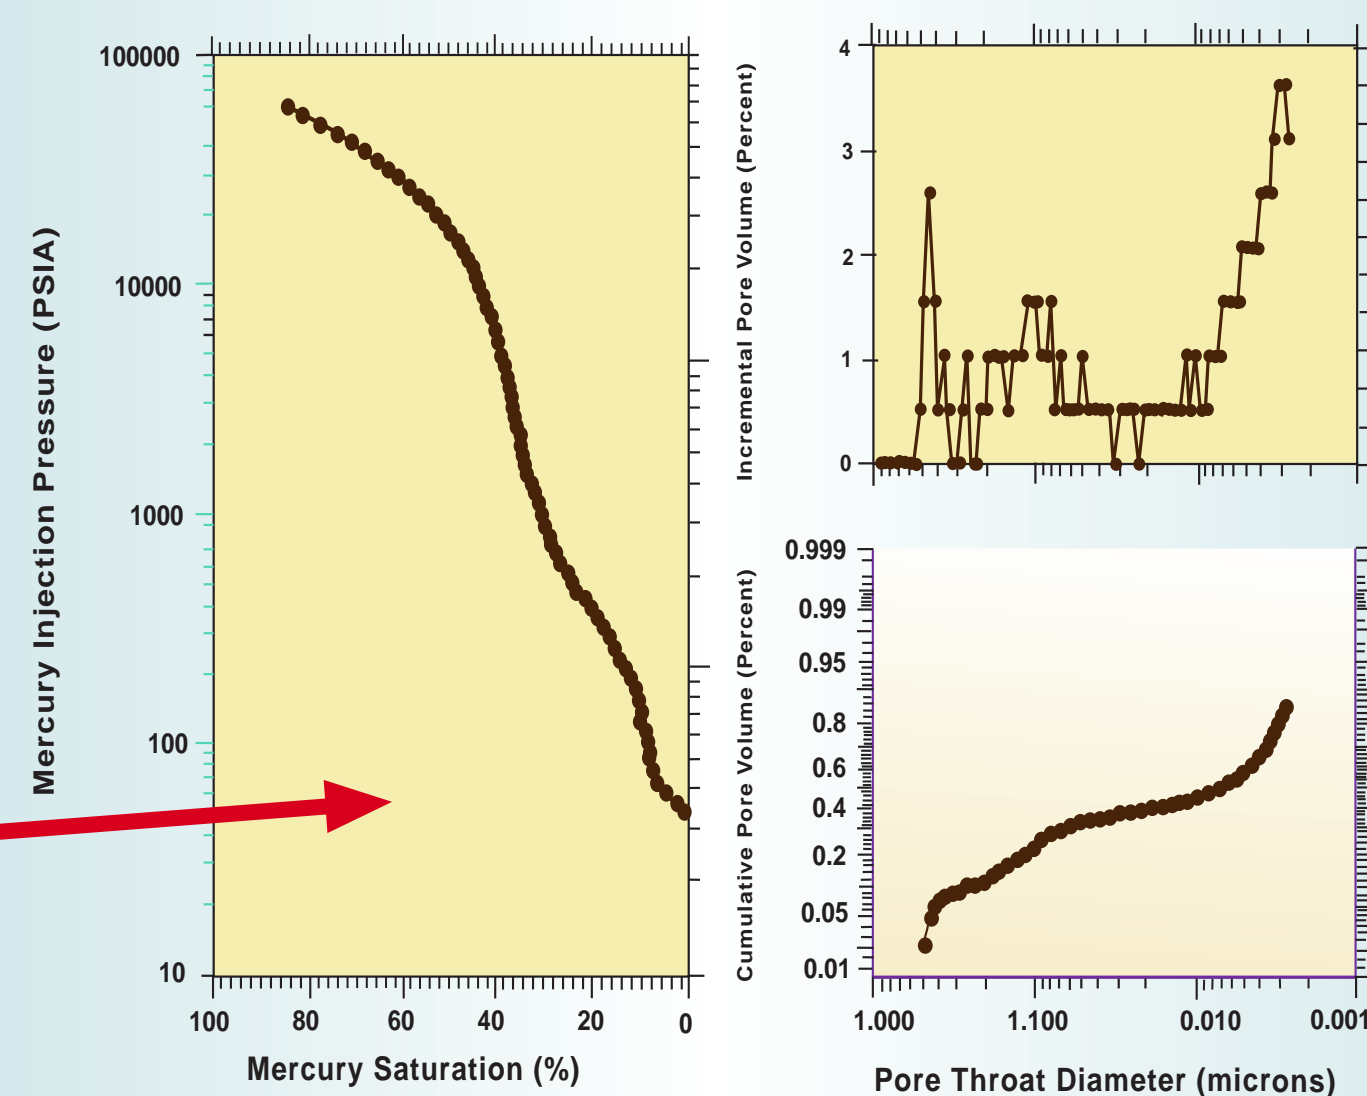 Mercury Injection Pressure (PSIA)
100000
10000
1000
100
10
100 80 60 40 20 0
Mercury Saturation (%)
Incremental Pore Volume (Percent)
4
3
2
1
0
Cumulative Pore Volume (Percent)
0.999
0.99
0.95
0.8
0.6
0.4
0.2
0.05
0.01
1.000 1.100 0.010 0.001
Pore Throat Diameter (microns)